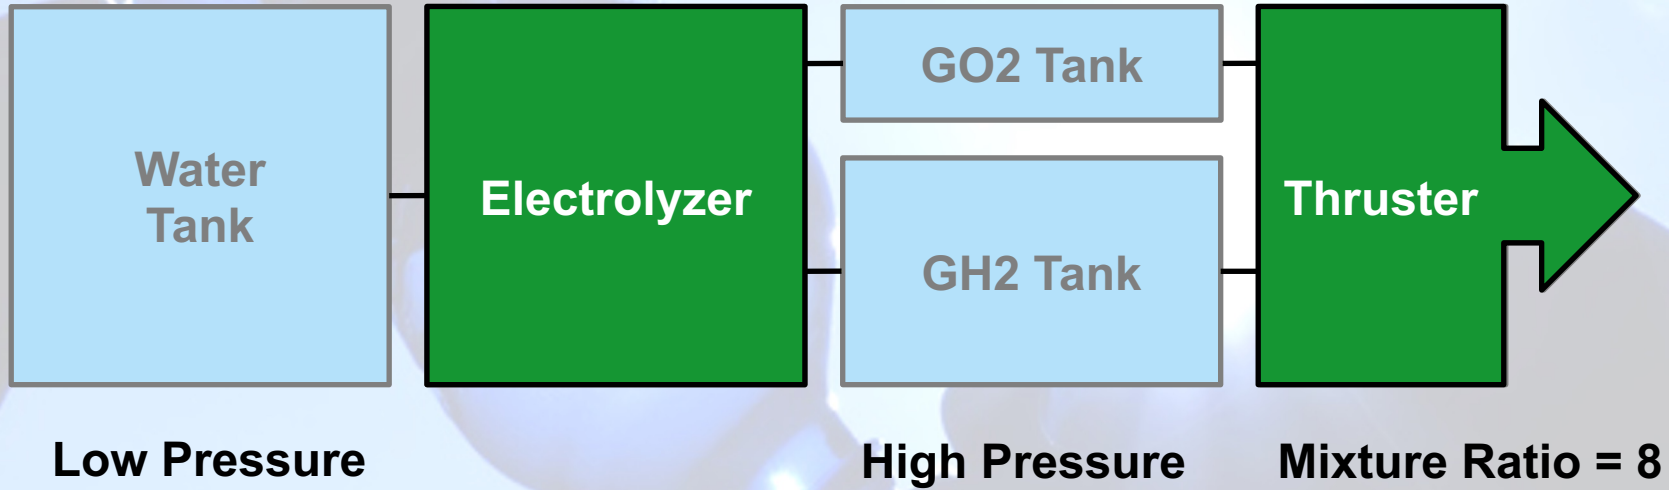 Water
Tank
Electrolyzer
GO2 Tank
GH2 Tank
Thruster
Low Pressure
High Pressure
Mixture Ratio = 8